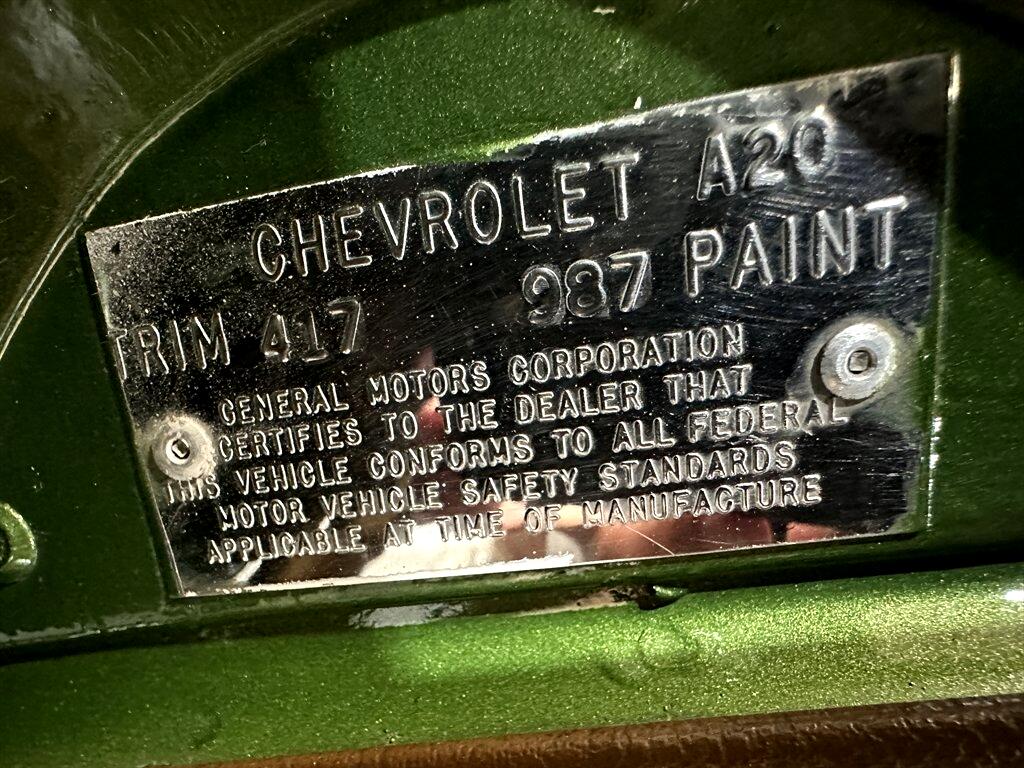 CHEVROLET A20
TRIM 417 987 PAINT
GENERAL MOTORS CORPORATION
CERTIFIES TO THE DEALER THAT
THIS VEHICLE CONFORMS TO ALL FEDERAL
MOTOR VEHICLE SAFETY STANDARDS
APPLICABLE AT TIME OF MANUFACTURE